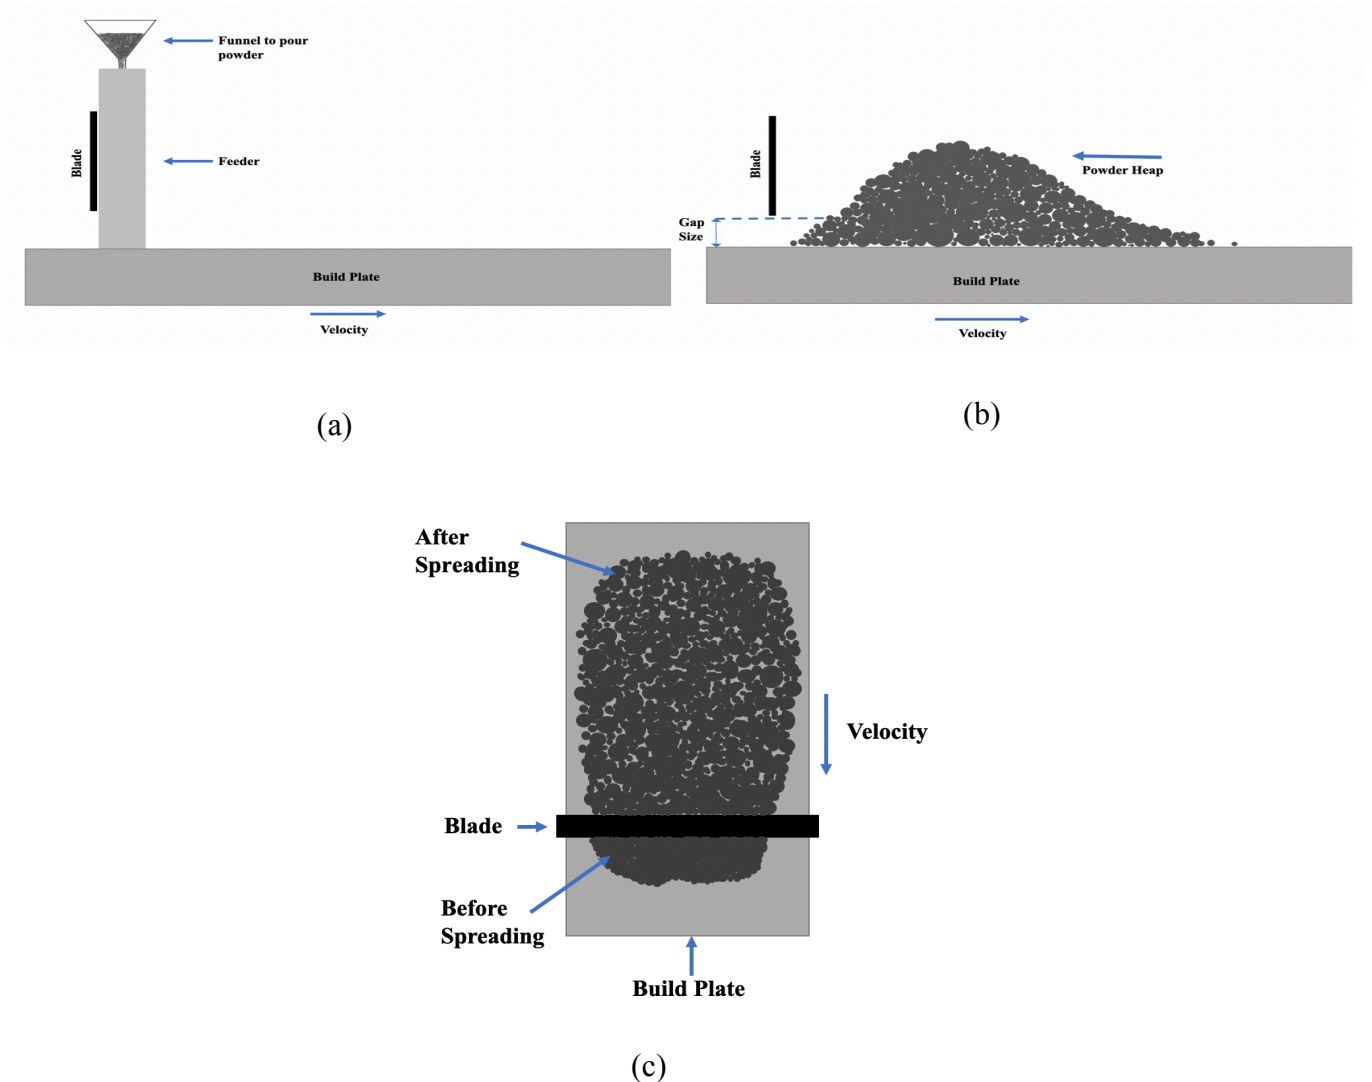 Funnel to pour
powder
Blade
Feeder
Build Plate
Velocity
(a)
Blade
Powder Heap
Gap
Size
Build Plate
Velocity
(b)
After
Spreading
Velocity
Blade
Before
Spreading
Build Plate
(c)